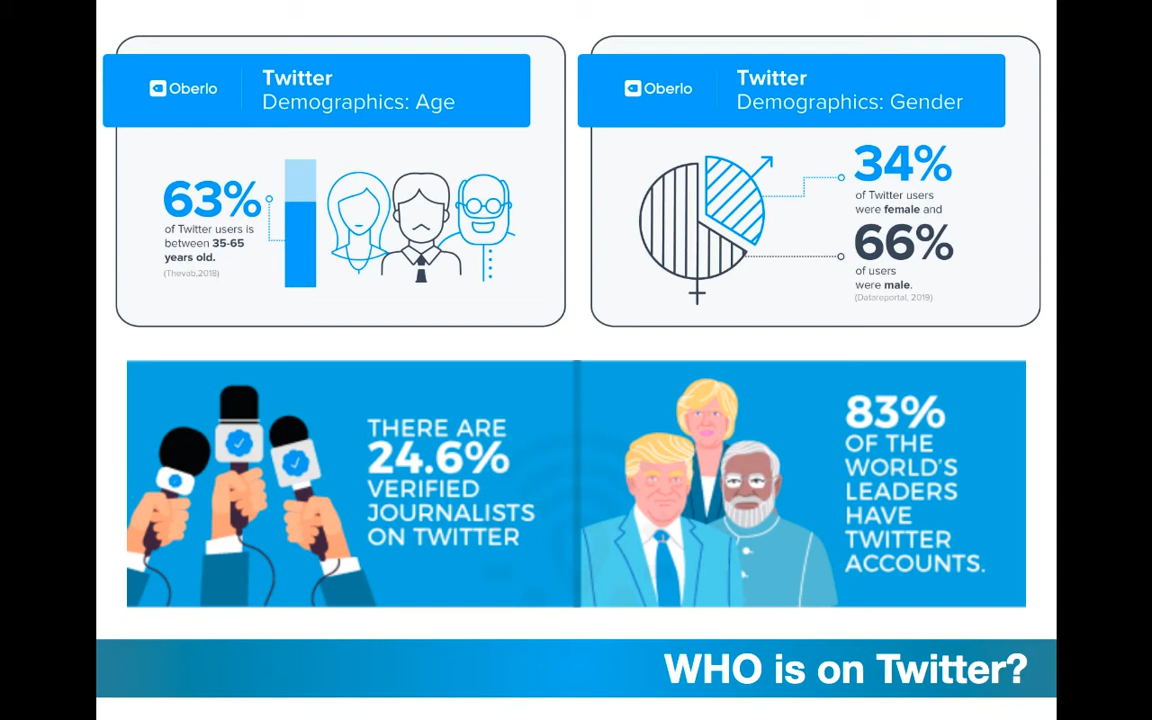 Oberlo
Twitter
Demographics: Age
63%
of Twitter users is
between 35-65
years old.
(Thevab,2018)
Oberlo
Twitter
Demographics: Gender
34%
of Twitter users
were female and
66%
of users
were male.
(Datareportal, 2019)
THERE ARE
24.6%
VERIFIED
JOURNALISTS
ON TWITTER
83%
OF THE
WORLD'S
LEADERS
HAVE
TWITTER
ACCOUNTS.
WHO is on Twitter?